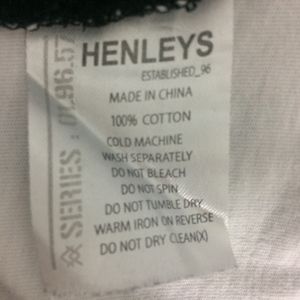 HENLEYS
ESTABLISHED_96
MADE IN CHINA
100% COTTON
COLD MACHINE
WASH SEPARATELY
DO NOT BLEACH
DO NOT SPIN
DO NOT TUMBLE DRY
WARM IRON ON REVERSE
DO NOT DRY CLEAN(X)
SERIES :